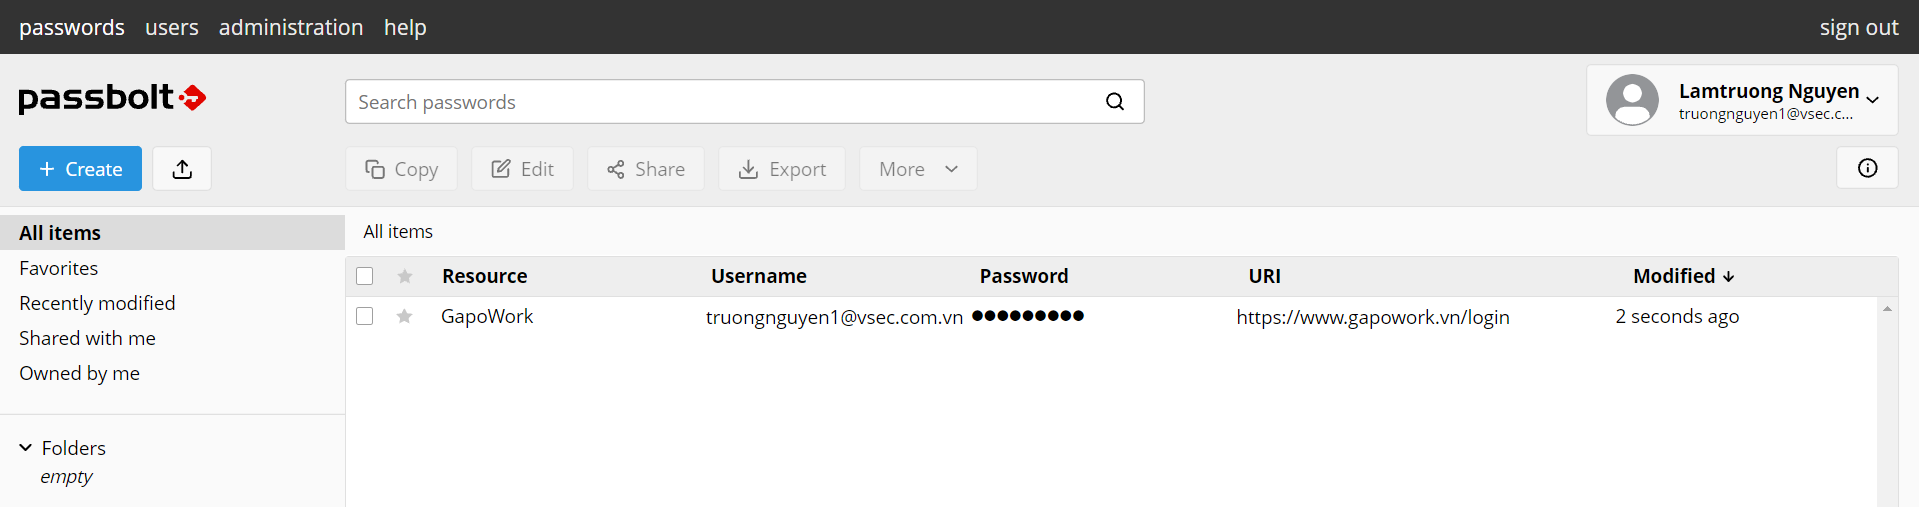 passwords users administration help sign out
passbolt
Search passwords
Lamtruong Nguyen
truongnguyen1@vsec.c...
+ Create Copy Edit Share Export More
All items
Favorites
Recently modified
Shared with me
Owned by me
Folders
empty
All items
Resource Username Password URI Modified
GapoWork truongnguyen1@vsec.com.vn ●●●●●●●●● https://www.gapowork.vn/login 2 seconds ago